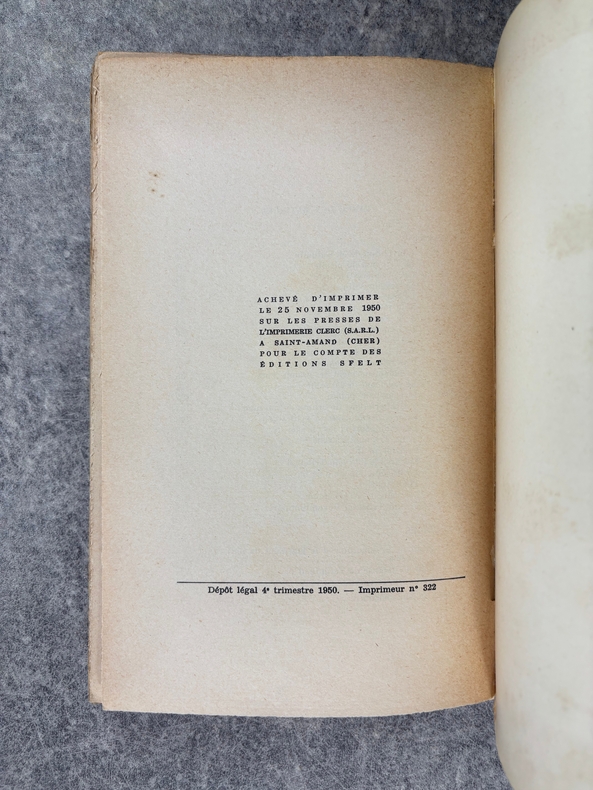 ACHEVÉ D'IMPRIMER
LE 25 NOVEMBRE 1950
SUR LES PRESSES DE
L'IMPRIMERIE CLERC (S.A.R.L.)
A SAINT-AMAND (CHER)
POUR LE COMPTE DES
ÉDITIONS SFELT
Dépôt légal 4e trimestre 1950. — Imprimeur n° 322